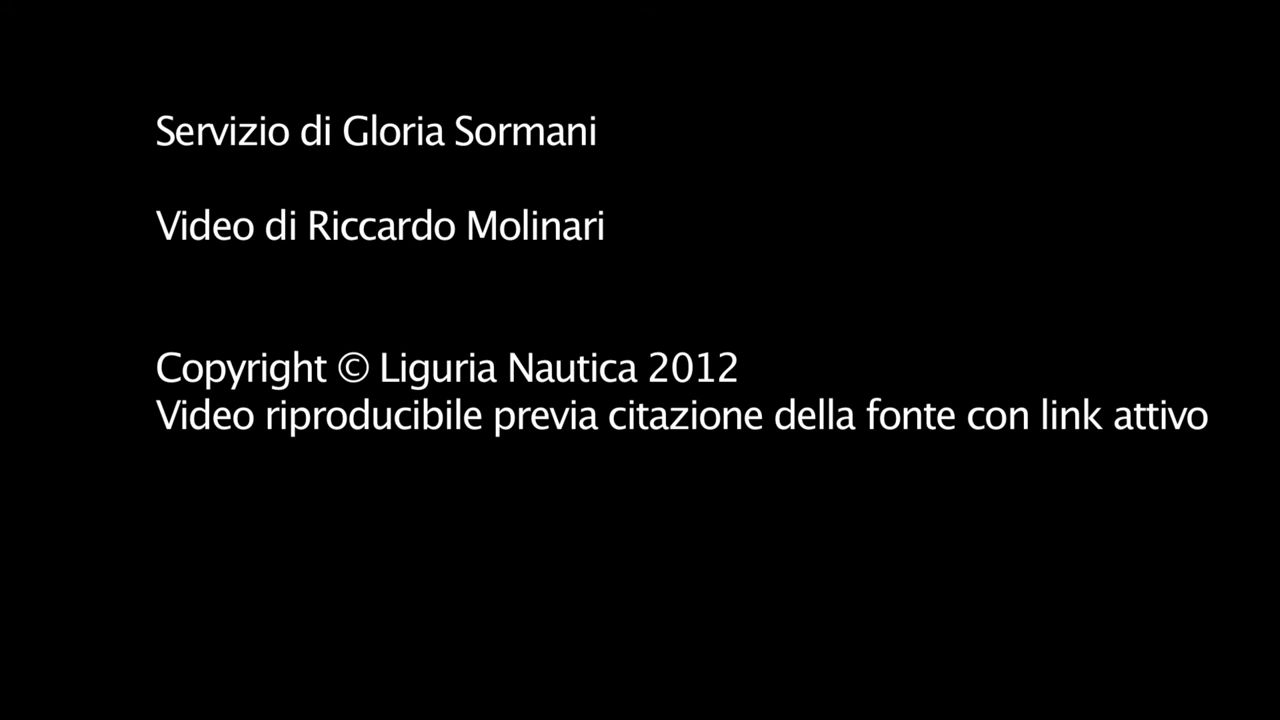 Servizio di Gloria Sormani
Video di Riccardo Molinari
Copyright © Liguria Nautica 2012
Video riproducibile previa citazione della fonte con link attivo